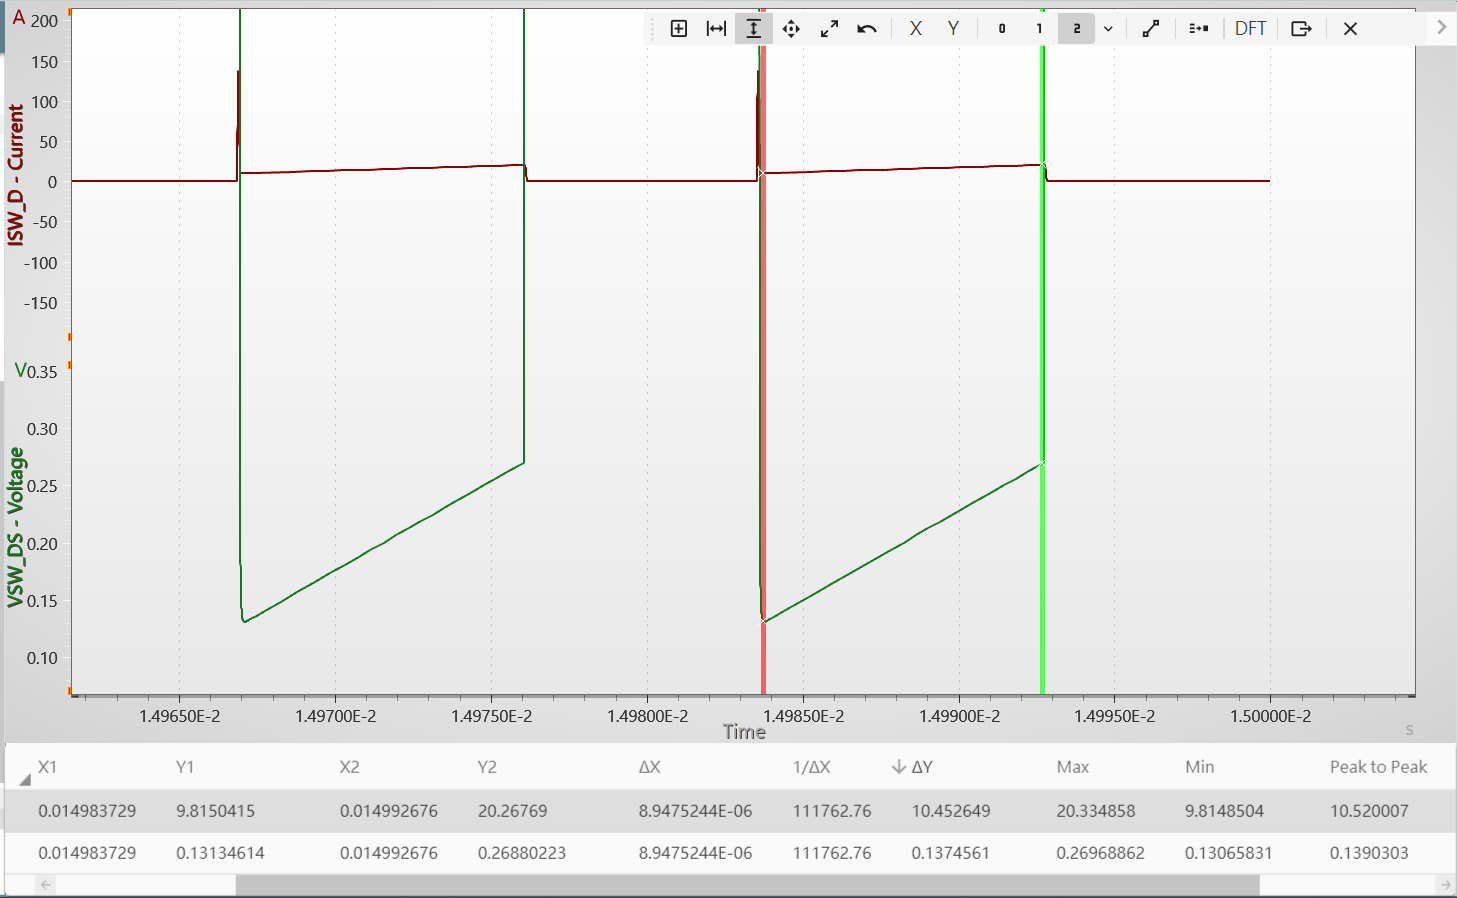 A 200
X Y 0 1 2 DFT
150
100
50
0
-50
-100
-150
ISW_D - Current
V 0.35
0.30
0.25
0.20
0.15
0.10
VSW_DS - Voltage
1.49650E-2 1.49700E-2 1.49750E-2 1.49800E-2 1.49850E-2 1.49900E-2 1.49950E-2 1.50000E-2
Time s
X1 Y1 X2 Y2 ΔX 1/ΔX ΔY Max Min Peak to Peak
0.014983729 9.8150415 0.014992676 20.26769 8.9475244E-06 111762.76 10.452649 20.334858 9.8148504 10.520007
0.014983729 0.13134614 0.014992676 0.26880223 8.9475244E-06 111762.76 0.1374561 0.26968862 0.13065831 0.1390303